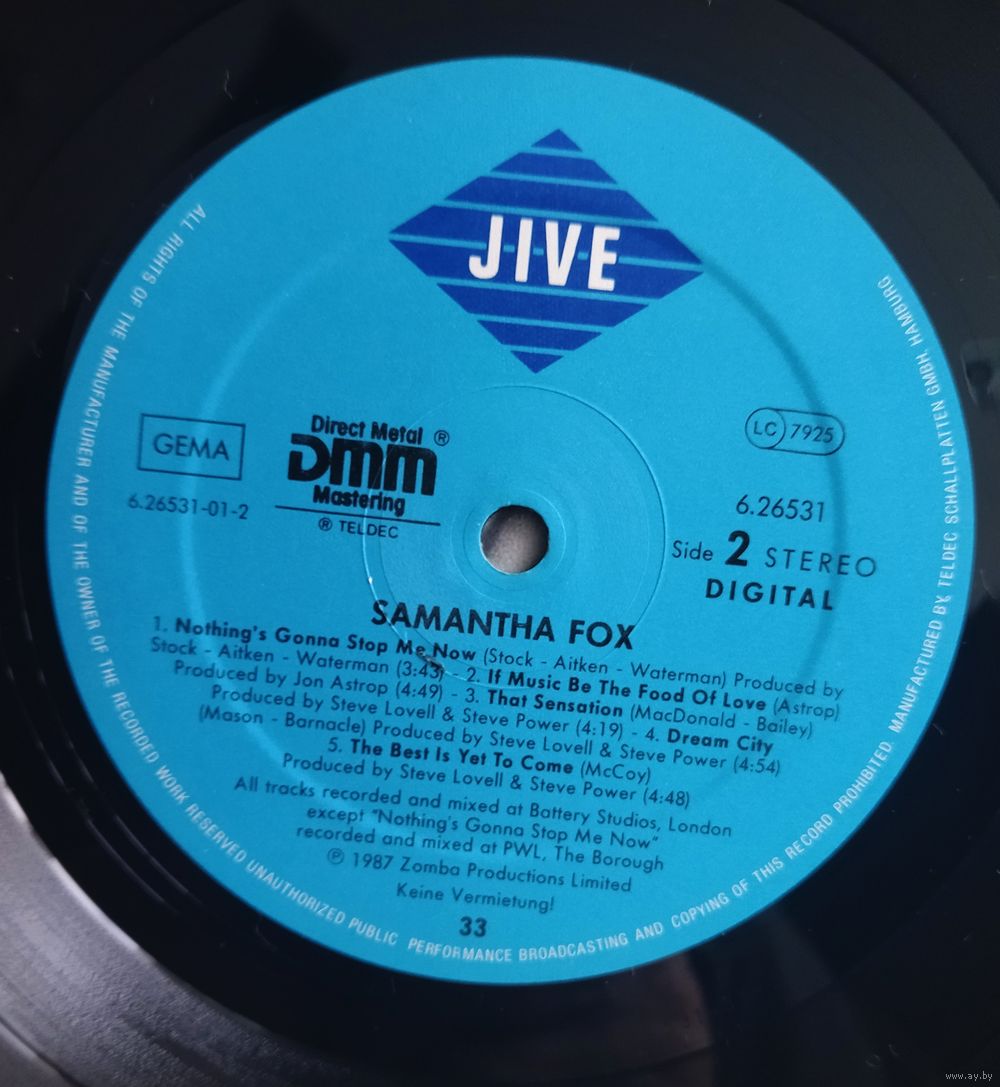 JIVE
ALL RIGHTS OF THE MANUFACTURER AND OF THE OWNER OF THE RECORDED WORK RESERVED UNAUTHORIZED PUBLIC PERFORMANCE BROADCASTING AND COPYING OF THIS RECORD PROHIBITED. MANUFACTURED BY TELDEC SCHALLPLATTEN GMBH, HAMBURG
GEMA
6.26531-01-2
Direct Metal ®
DMM
Mastering
® TELDEC
LC 7925
6.26531
Side 2 STEREO
DIGITAL
SAMANTHA FOX
1. Nothing's Gonna Stop Me Now (Stock - Aitken - Waterman) Produced by
Stock - Aitken - Waterman (3:43) - 2. If Music Be The Food Of Love (Astrop)
Produced by Jon Astrop (4:49) - 3. That Sensation (MacDonald - Bailey)
Produced by Steve Lovell & Steve Power (4:19) - 4. Dream City
(Mason - Barnacle) Produced by Steve Lovell & Steve Power (4:54)
5. The Best Is Yet To Come (McCoy)
Produced by Steve Lovell & Steve Power (4:48)
All tracks recorded and mixed at Battery Studios, London
except "Nothing's Gonna Stop Me Now"
recorded and mixed at PWL, The Borough
℗ 1987 Zomba Productions Limited
Keine Vermietung!
33
www.ay.by